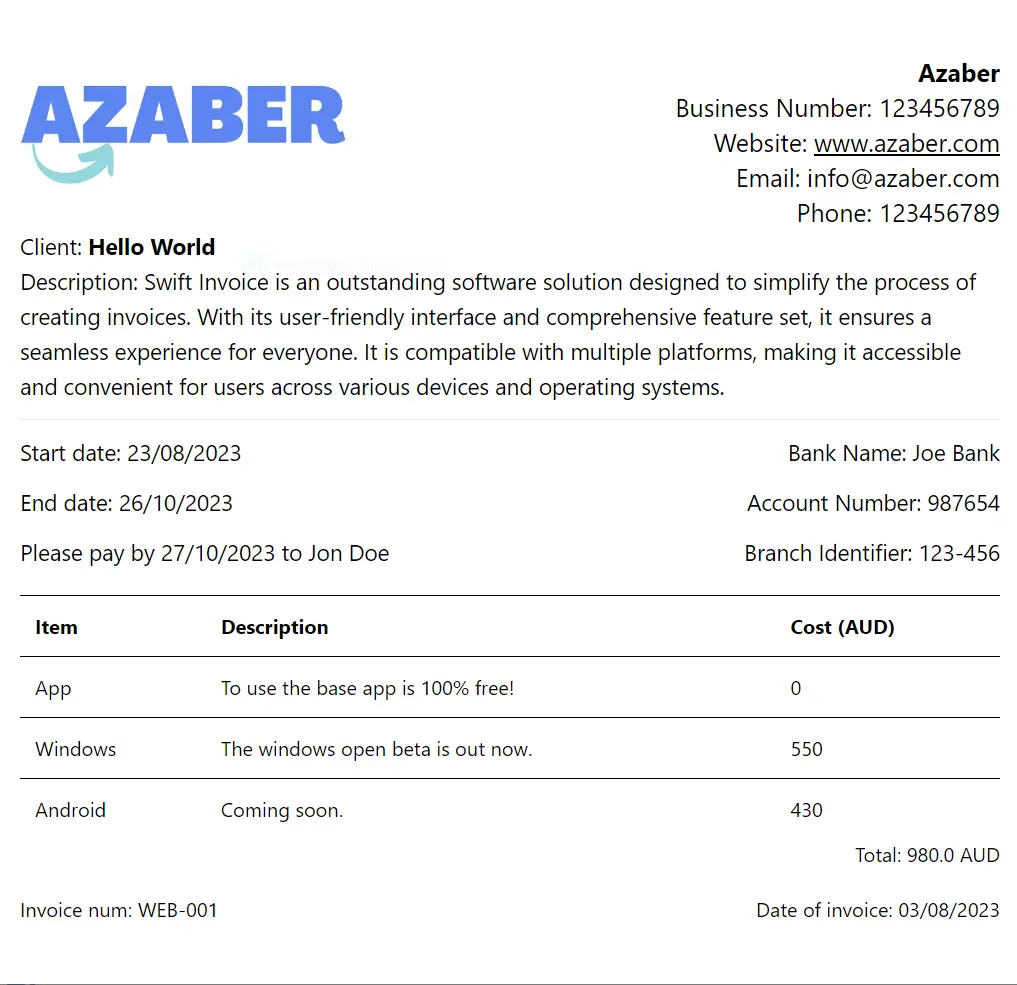 AZABER
Azaber
Business Number: 123456789
Website: www.azaber.com
Email: info@azaber.com
Phone: 123456789
Client: Hello World
Description: Swift Invoice is an outstanding software solution designed to simplify the process of
creating invoices. With its user-friendly interface and comprehensive feature set, it ensures a
seamless experience for everyone. It is compatible with multiple platforms, making it accessible
and convenient for users across various devices and operating systems.
Start date: 23/08/2023 Bank Name: Joe Bank
End date: 26/10/2023 Account Number: 987654
Please pay by 27/10/2023 to Jon Doe Branch Identifier: 123-456
Item Description Cost (AUD)
App To use the base app is 100% free! 0
Windows The windows open beta is out now. 550
Android Coming soon. 430
Total: 980.0 AUD
Invoice num: WEB-001 Date of invoice: 03/08/2023